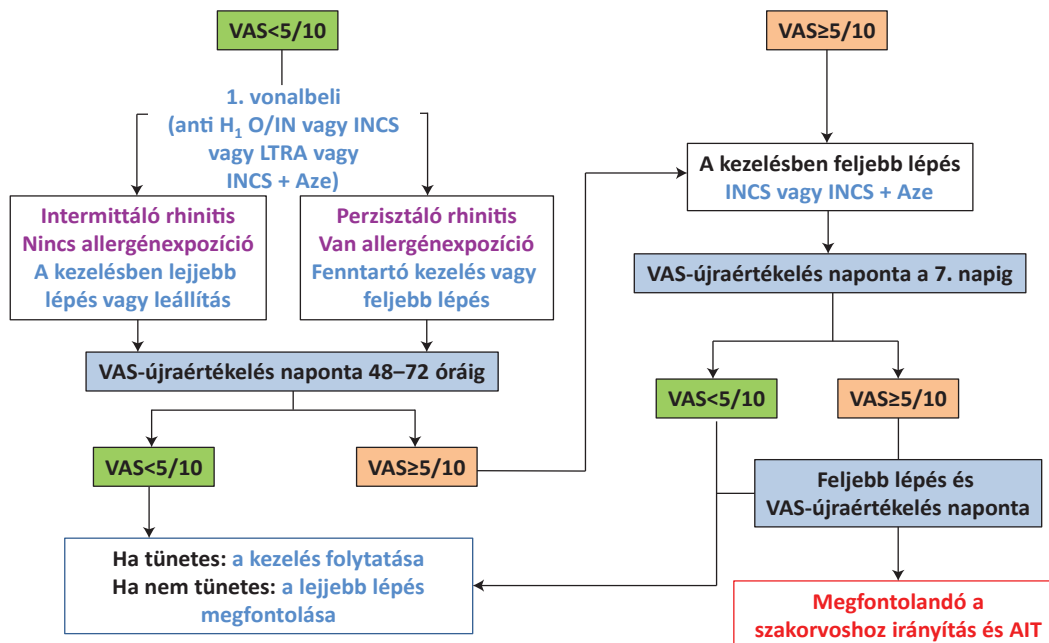 VAS<5/10
1. vonalbeli
(anti H₁ O/IN vagy INCS
vagy LTRA vagy
INCS + Aze)
Intermittáló rhinitis
Nincs allergénexpozíció
A kezelésben lejjebb
lépés vagy leállítás
Perzisztáló rhinitis
Van allergénexpozíció
Fenntartó kezelés vagy
feljebb lépés
VAS-újraértékelés naponta 48–72 óráig
VAS<5/10
VAS≥5/10
Ha tünetes: a kezelés folytatása
Ha nem tünetes: a lejjebb lépés
megfontolása
VAS≥5/10
A kezelésben feljebb lépés
INCS vagy INCS + Aze
VAS-újraértékelés naponta a 7. napig
VAS<5/10
VAS≥5/10
Feljebb lépés és
VAS-újraértékelés naponta
Megfontolandó a
szakorvoshoz irányítás és AIT